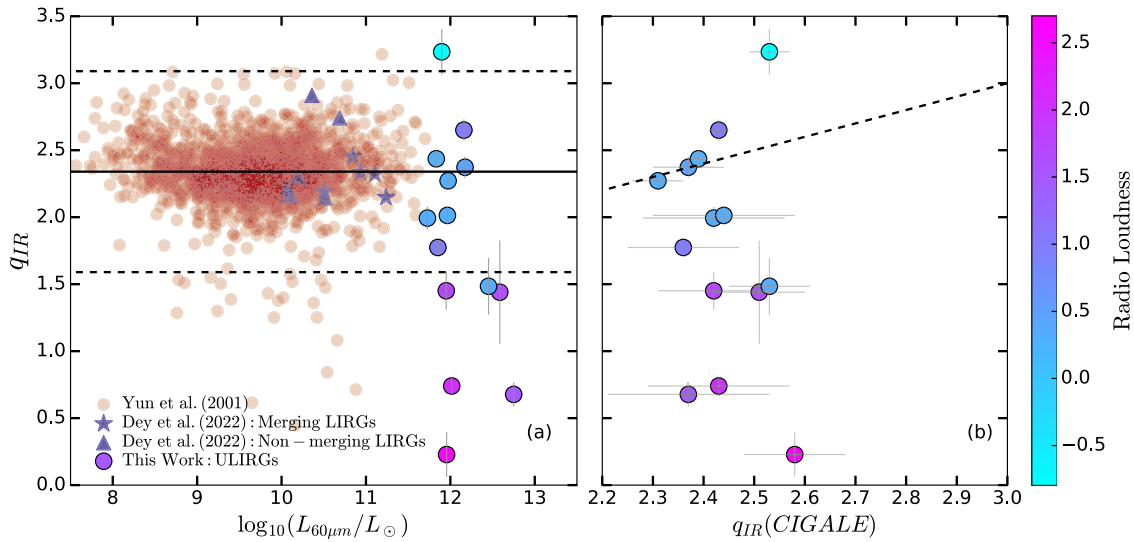 3.5
3.0
2.5
2.0
1.5
1.0
0.5
0.0
q_IR
8 9 10 11 12 13
log₁₀(L₆₀μm/L⊙)
Yun et al. (2001)
Dey et al. (2022) : Merging LIRGs
Dey et al. (2022) : Non − merging LIRGs
This Work : ULIRGs
(a)
(b)
2.2 2.3 2.4 2.5 2.6 2.7 2.8 2.9 3.0
q_IR(CIGALE)
2.5
2.0
1.5
1.0
0.5
0.0
−0.5
Radio Loudness